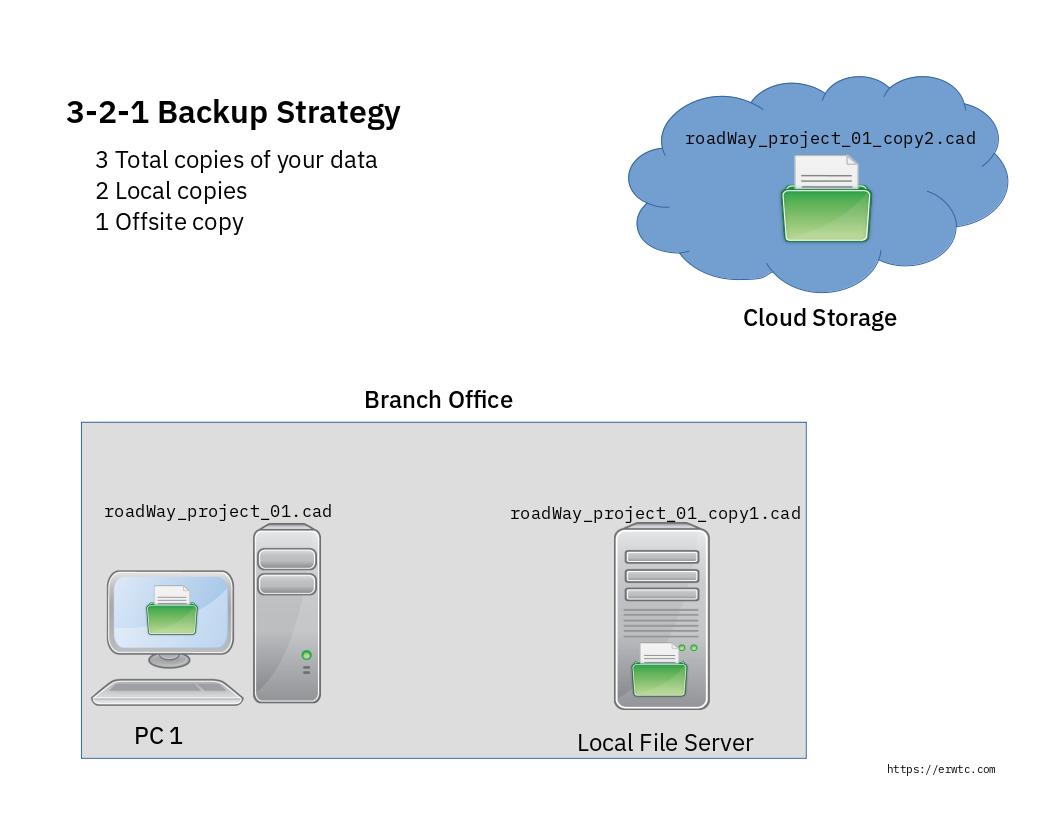 3-2-1 Backup Strategy
3 Total copies of your data
2 Local copies
1 Offsite copy
roadWay_project_01_copy2.cad
Cloud Storage
Branch Office
roadWay_project_01.cad
roadWay_project_01_copy1.cad
PC 1
Local File Server
https://erwtc.com